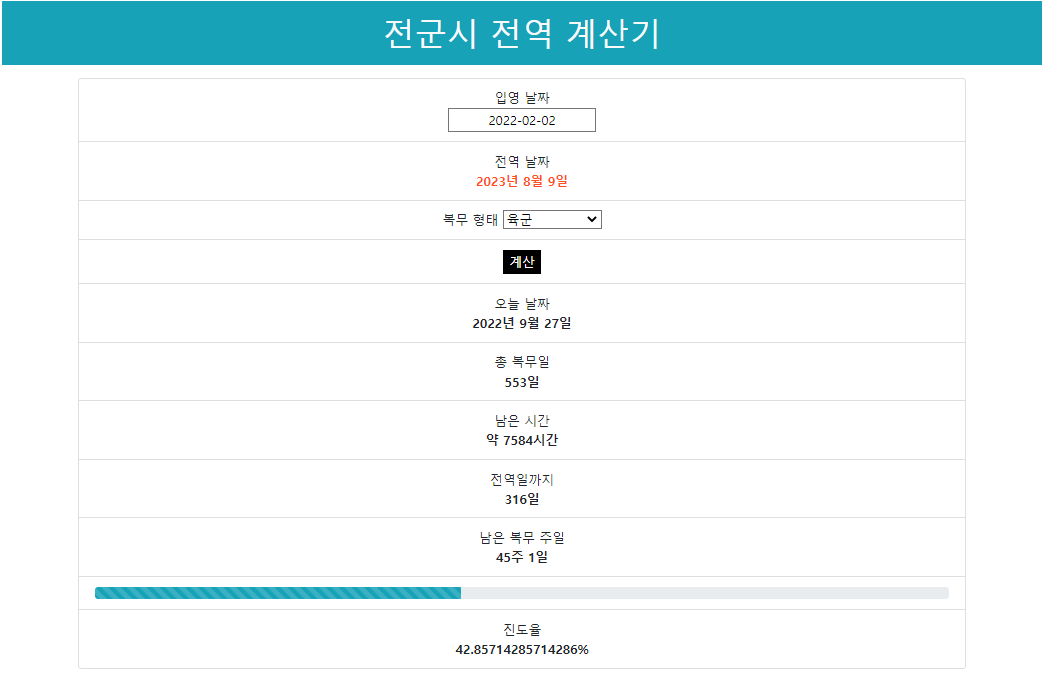 전군시 전역 계산기
입영 날짜
2022-02-02
전역 날짜
2023년 8월 9일
복무 형태 육군
계산
오늘 날짜
2022년 9월 27일
총 복무일
553일
남은 시간
약 7584시간
전역일까지
316일
남은 복무 주일
45주 1일
진도율
42.85714285714286%